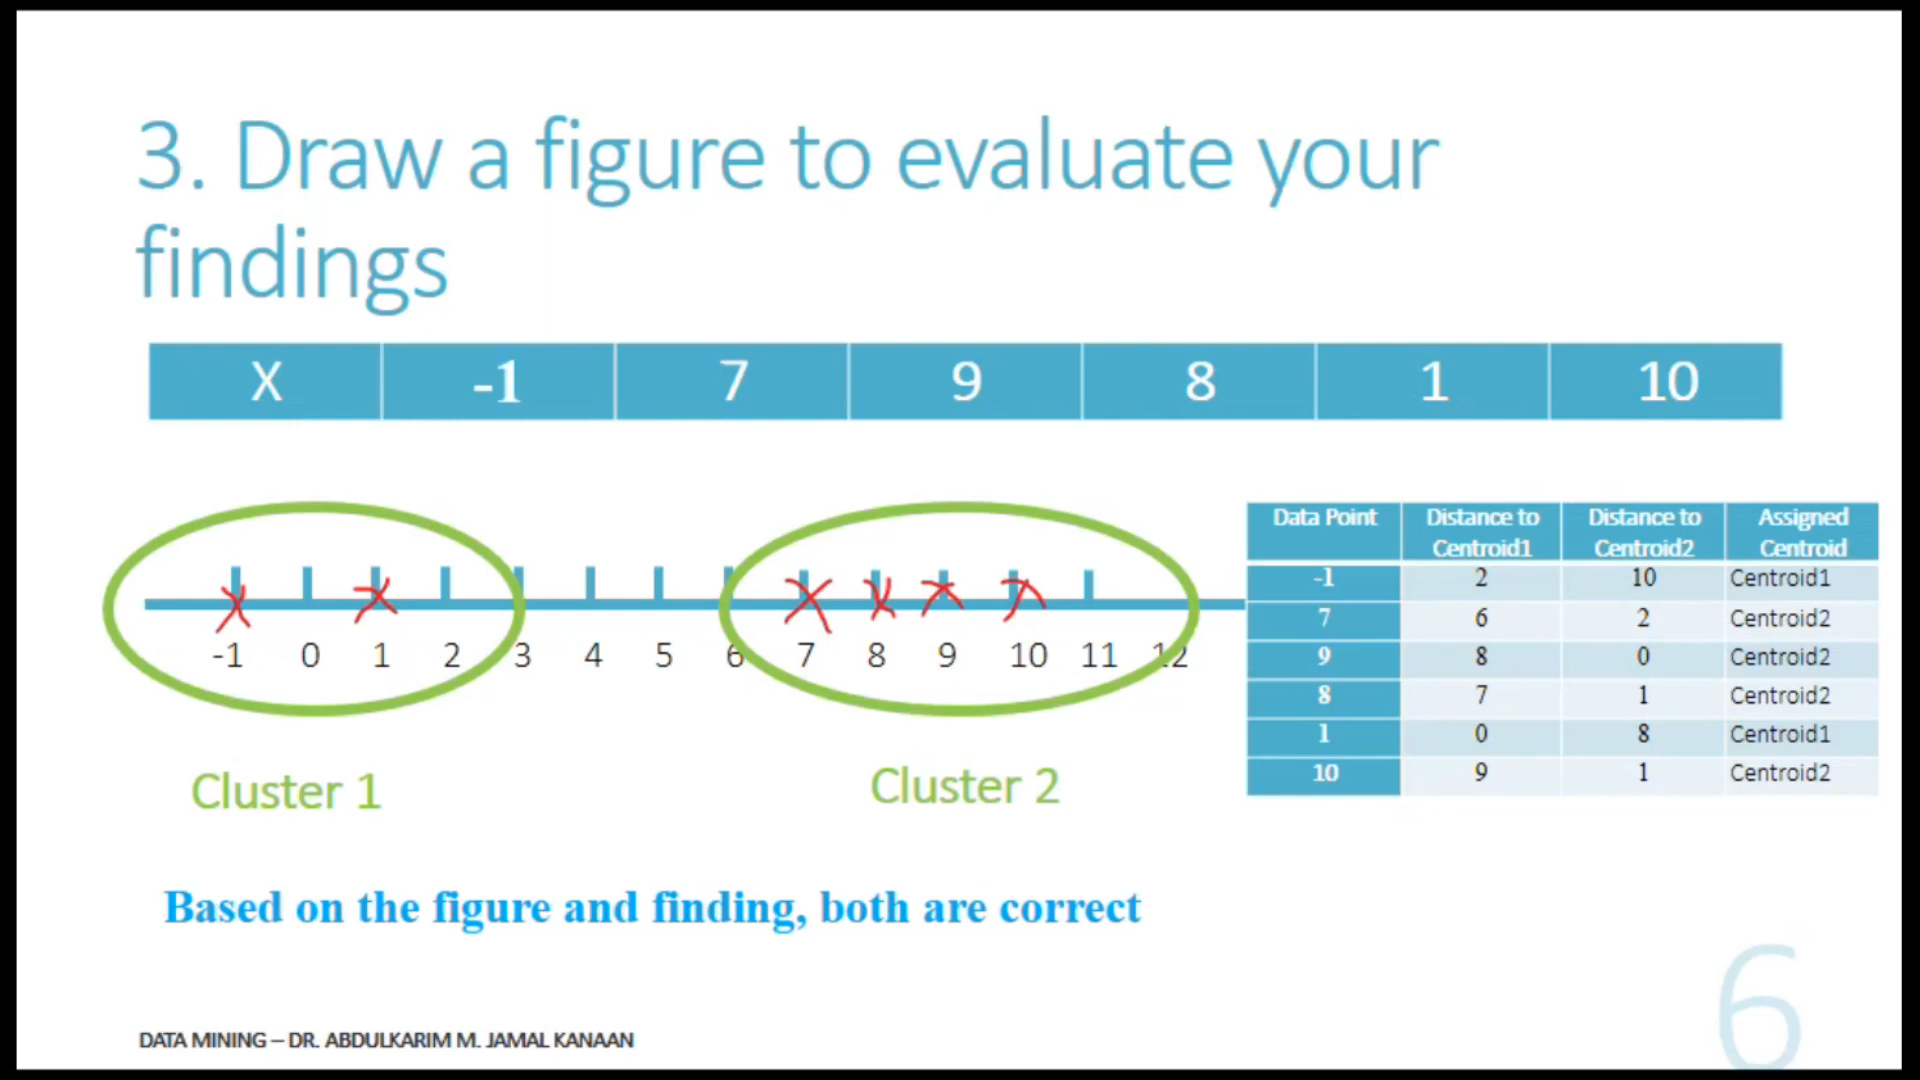 3. Draw a figure to evaluate your
findings
X -1 7 9 8 1 10
-1 0 1 2 3 4 5 6 7 8 9 10 11 12
Cluster 1
Cluster 2
Data Point Distance to Centroid1 Distance to Centroid2 Assigned Centroid
-1 2 10 Centroid1
7 6 2 Centroid2
9 8 0 Centroid2
8 7 1 Centroid2
1 0 8 Centroid1
10 9 1 Centroid2
Based on the figure and finding, both are correct
DATA MINING – DR. ABDULKARIM M. JAMAL KANAAN
6